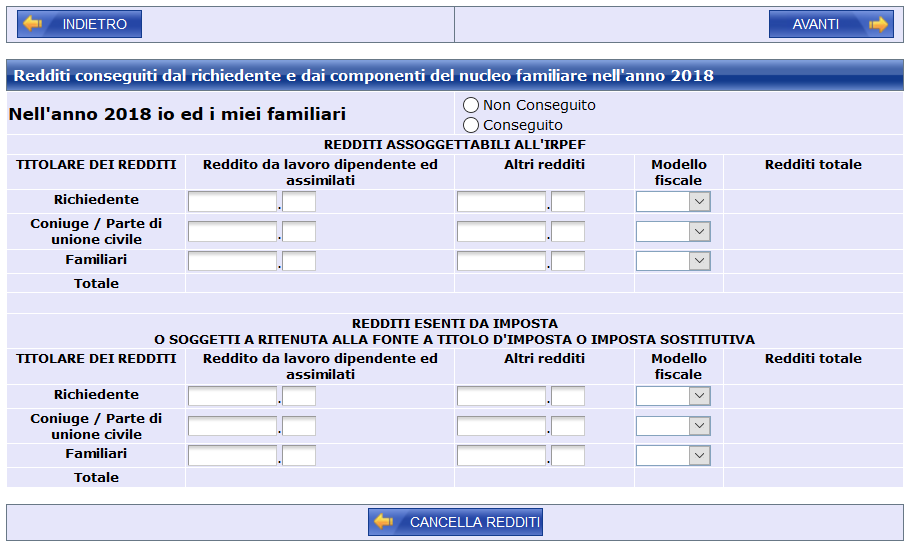 INDIETRO
AVANTI
Redditi conseguiti dal richiedente e dai componenti del nucleo familiare nell'anno 2018
Nell'anno 2018 io ed i miei familiari
Non Conseguito
Conseguito
REDDITI ASSOGGETTABILI ALL'IRPEF
TITOLARE DEI REDDITI
Reddito da lavoro dipendente ed
assimilati
Altri redditi
Modello
fiscale
Redditi totale
Richiedente
.
.
Coniuge / Parte di
unione civile
.
.
Familiari
.
.
Totale
REDDITI ESENTI DA IMPOSTA
O SOGGETTI A RITENUTA ALLA FONTE A TITOLO D'IMPOSTA O IMPOSTA SOSTITUTIVA
TITOLARE DEI REDDITI
Reddito da lavoro dipendente ed
assimilati
Altri redditi
Modello
fiscale
Redditi totale
Richiedente
.
.
Coniuge / Parte di
unione civile
.
.
Familiari
.
.
Totale
CANCELLA REDDITI